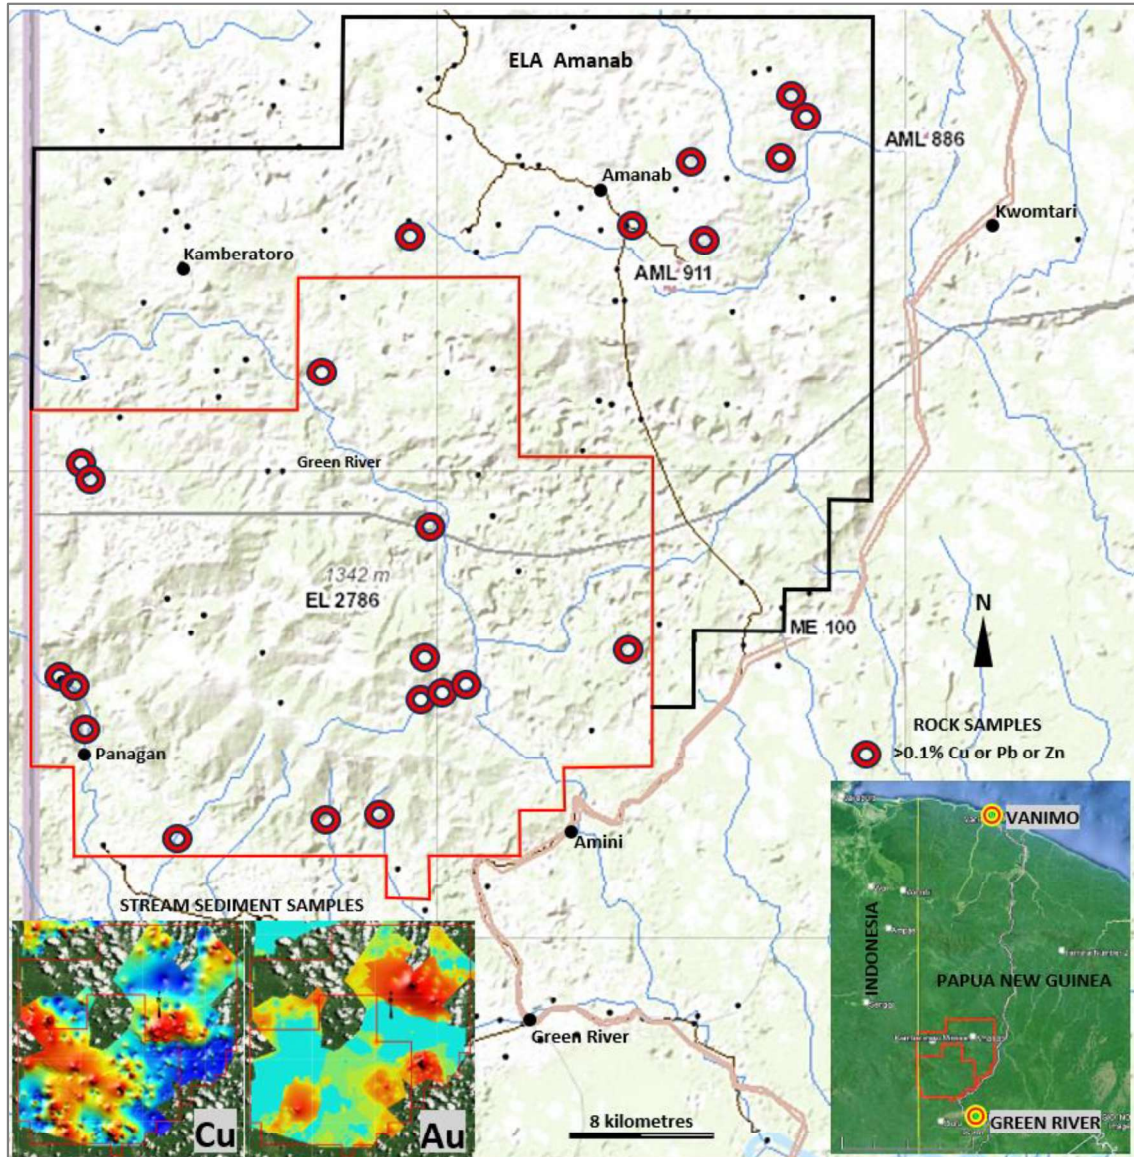 ELA Amanab
AML 886
Amanab
Kwomtari
Kamberatoro
AML 911
Green River
1342 m
EL 2786
N
ME 100
ROCK SAMPLES
>0.1% Cu or Pb or Zn
Panagan
Amini
VANIMO
STREAM SEDIMENT SAMPLES
INDONESIA
PAPUA NEW GUINEA
Green River
8 kilometres
Cu
Au
GREEN RIVER